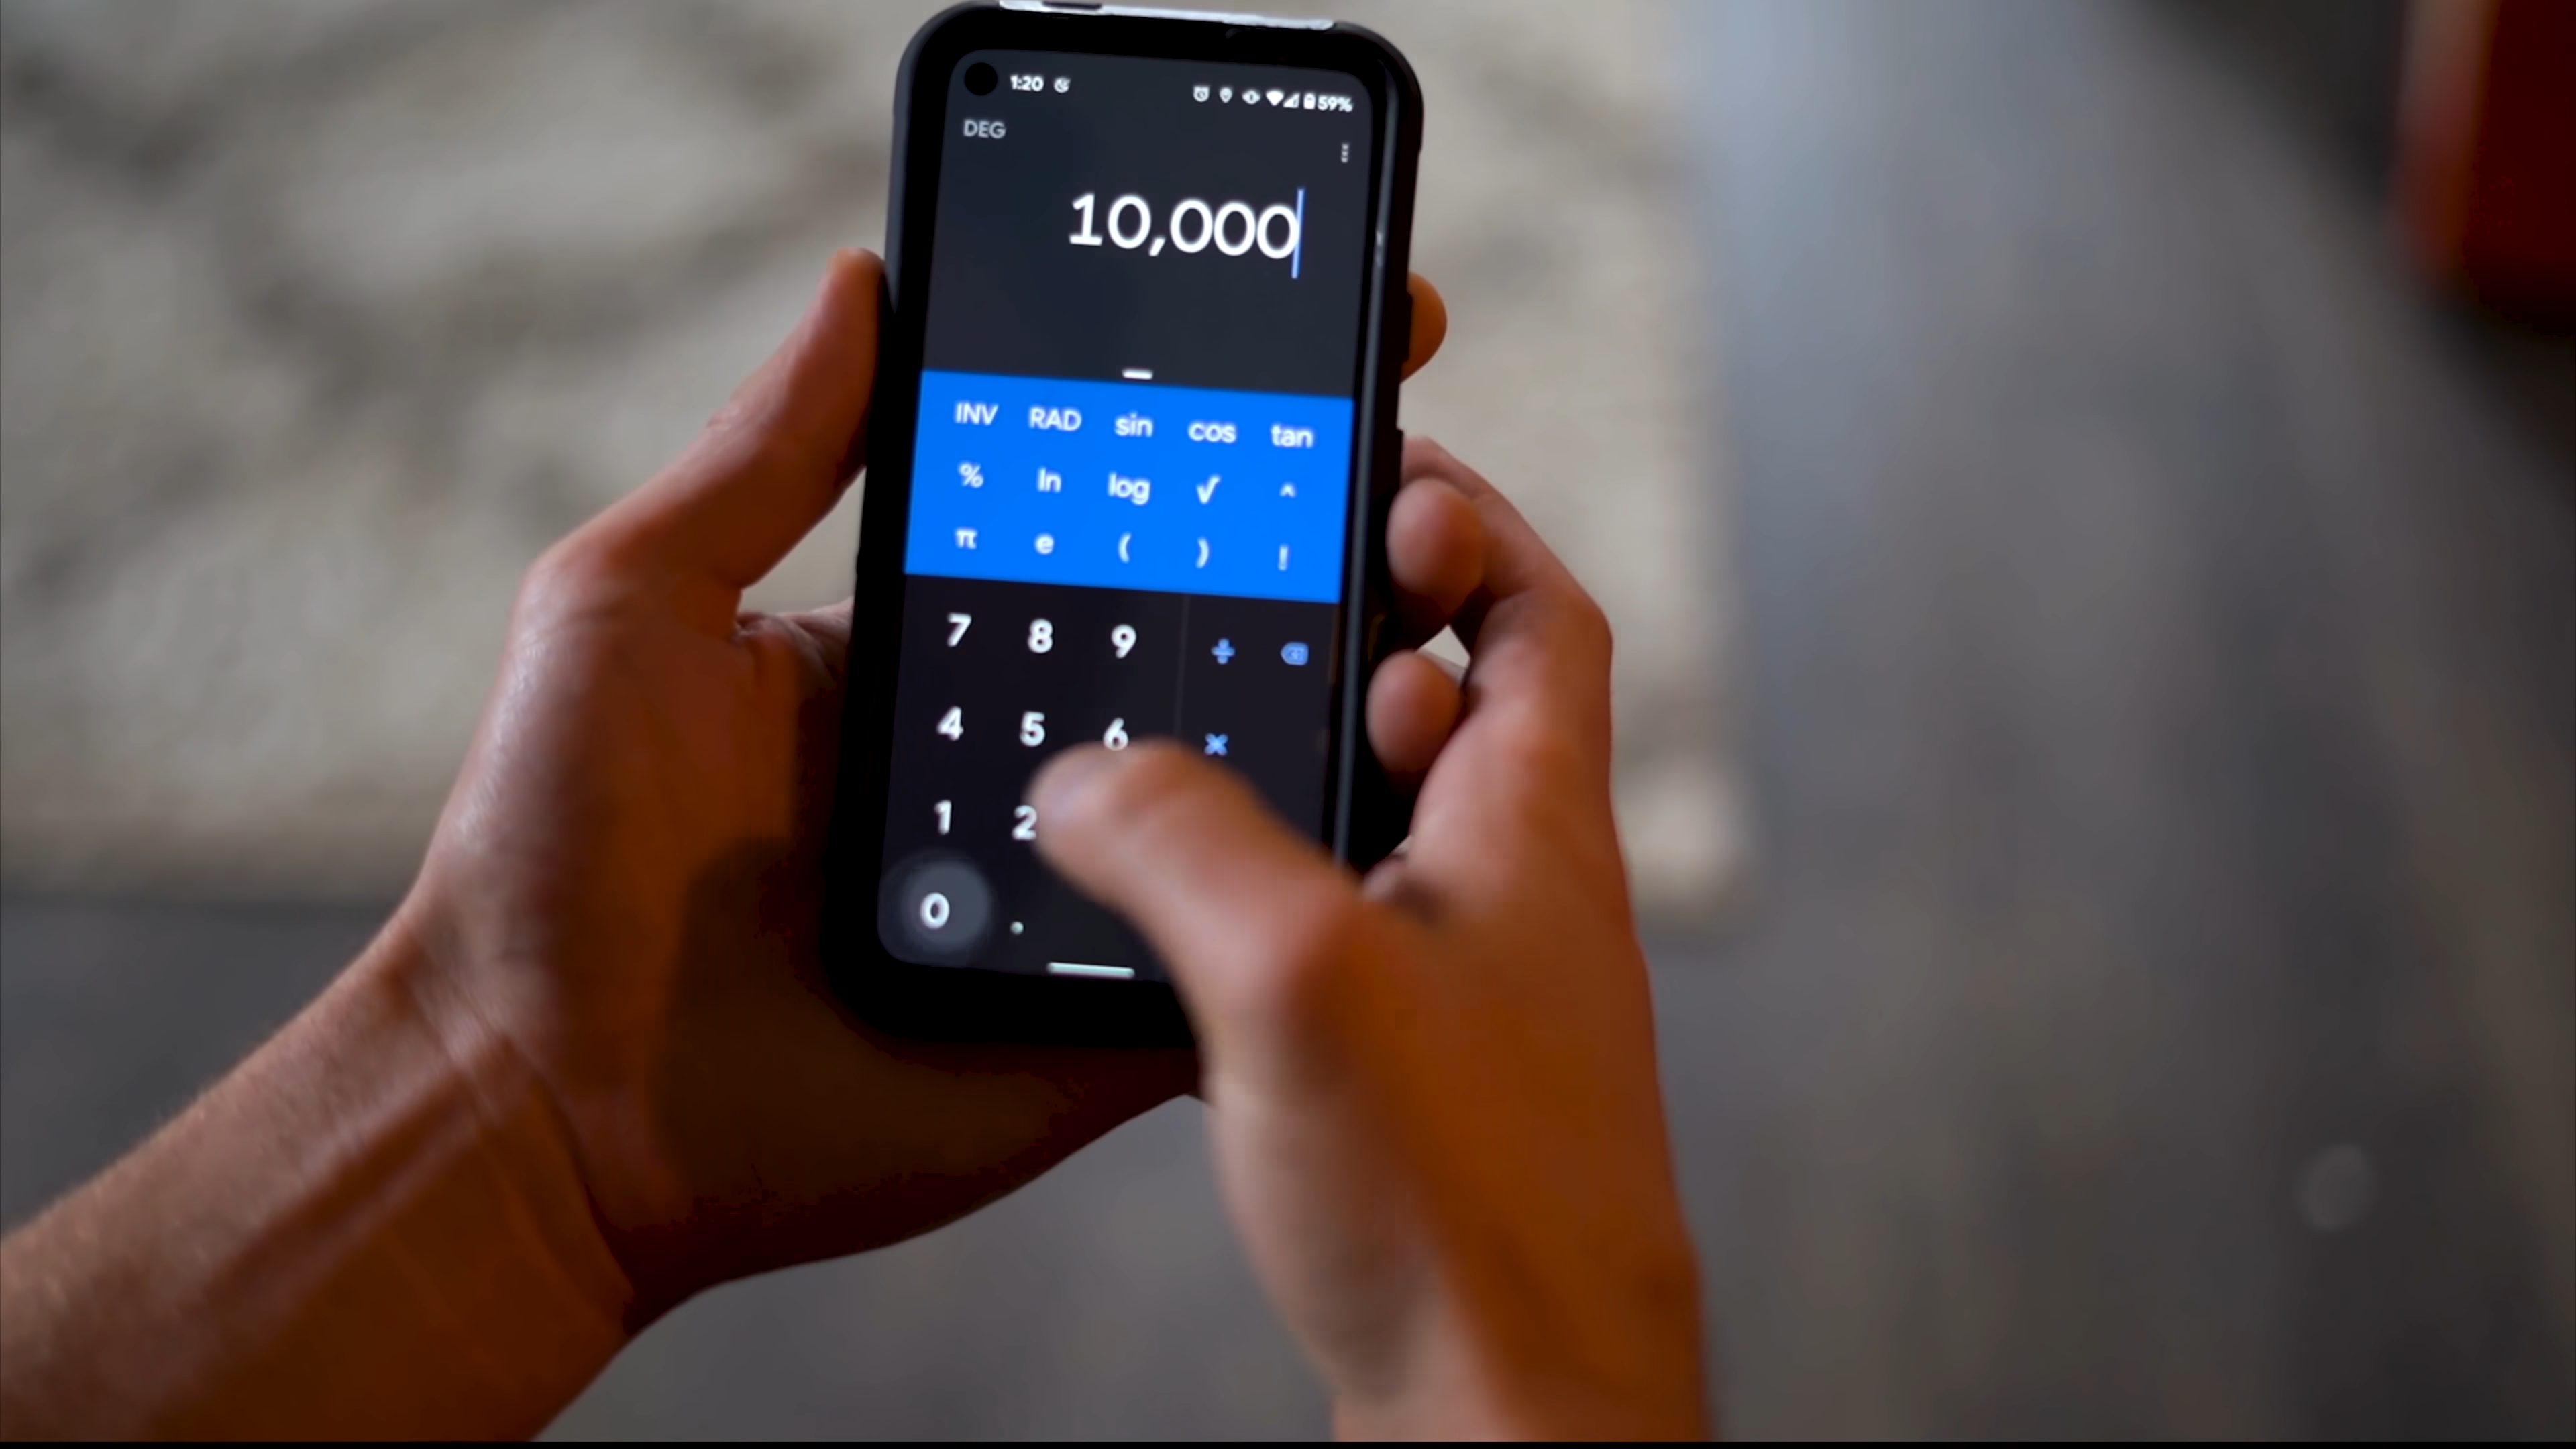 1:20 59%
DEG
10,000
INV RAD sin cos tan
% ln log √ ^
π e ( ) !
7 8 9 ÷
4 5 6 ×
1 2
0 .